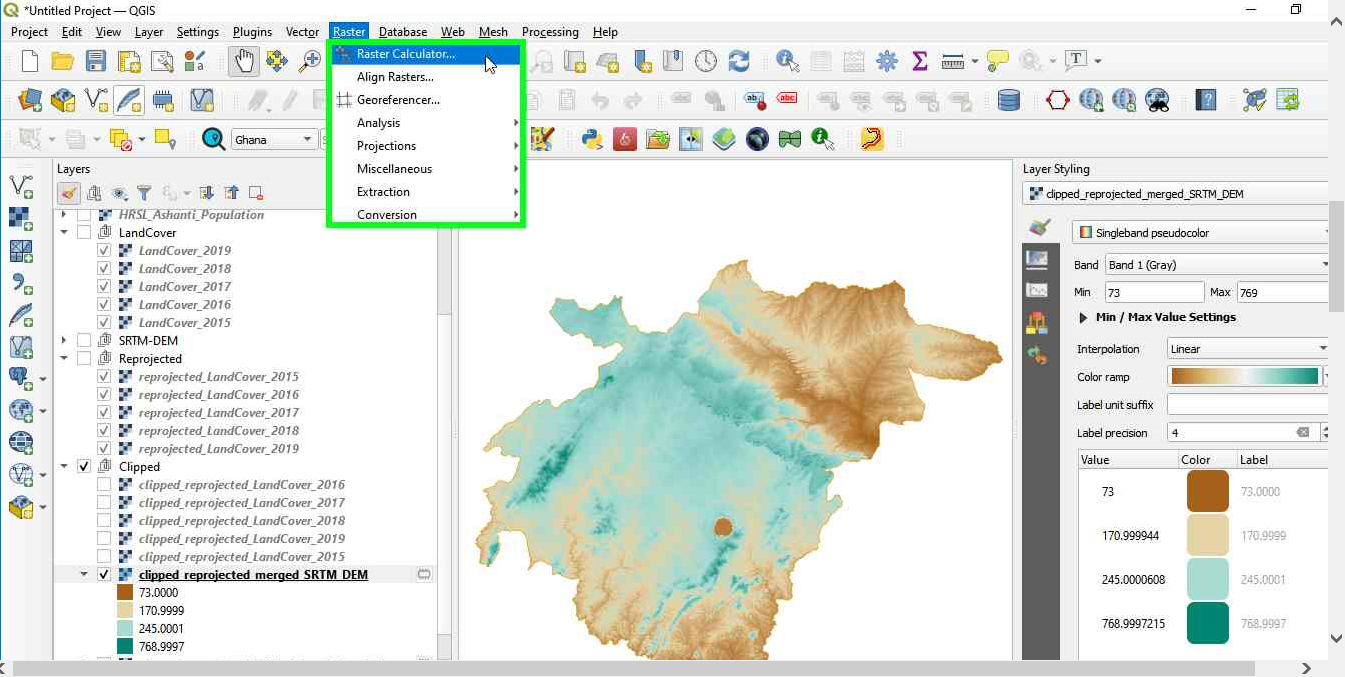 *Untitled Project — QGIS
Project Edit View Layer Settings Plugins Vector Raster Database Web Mesh Processing Help
Raster Calculator...
Align Rasters...
Georeferencer...
Analysis
Projections
Miscellaneous
Extraction
Conversion
Ghana
Layers
HRSL_Ashanti_Population
LandCover
LandCover_2019
LandCover_2018
LandCover_2017
LandCover_2016
LandCover_2015
SRTM-DEM
Reprojected
reprojected_LandCover_2015
reprojected_LandCover_2016
reprojected_LandCover_2017
reprojected_LandCover_2018
reprojected_LandCover_2019
Clipped
clipped_reprojected_LandCover_2016
clipped_reprojected_LandCover_2017
clipped_reprojected_LandCover_2018
clipped_reprojected_LandCover_2019
clipped_reprojected_LandCover_2015
clipped_reprojected_merged_SRTM_DEM
73.0000
170.9999
245.0001
768.9997
Layer Styling
clipped_reprojected_merged_SRTM_DEM
Singleband pseudocolor
Band Band 1 (Gray)
Min 73 Max 769
Min / Max Value Settings
Interpolation Linear
Color ramp
Label unit suffix
Label precision 4
Value Color Label
73 73.0000
170.999944 170.9999
245.0000608 245.0001
768.9997215 768.9997